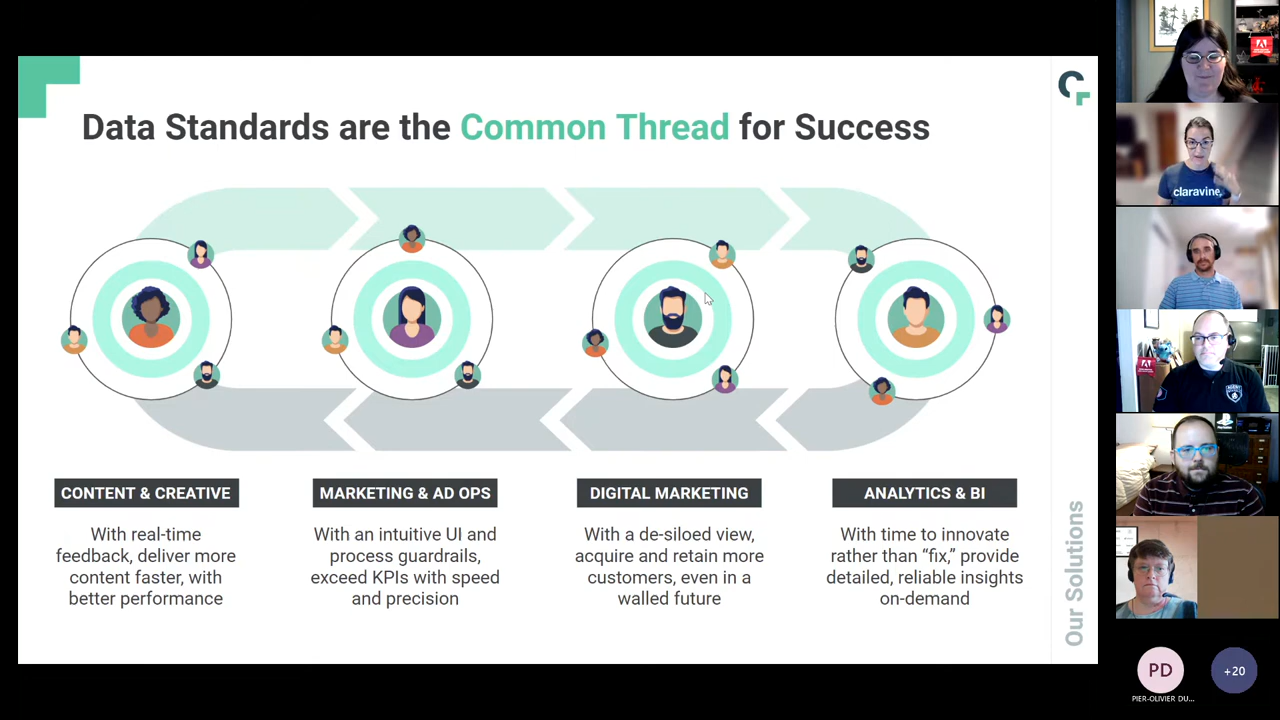 Data Standards are the Common Thread for Success
CONTENT & CREATIVE
With real-time
feedback, deliver more
content faster, with
better performance
MARKETING & AD OPS
With an intuitive UI and
process guardrails,
exceed KPIs with speed
and precision
DIGITAL MARKETING
With a de-siloed view,
acquire and retain more
customers, even in a
walled future
ANALYTICS & BI
With time to innovate
rather than “fix,” provide
detailed, reliable insights
on-demand
Our Solutions
claravine
PD
PIER-OLIVIER DU...
+20